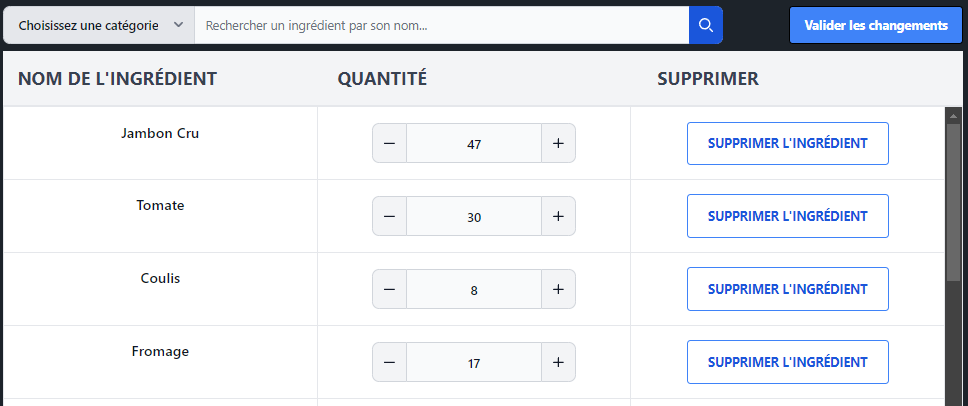 Choisissez une catégorie
Rechercher un ingrédient par son nom...
Valider les changements
NOM DE L'INGRÉDIENT QUANTITÉ SUPPRIMER
Jambon Cru − 47 + SUPPRIMER L'INGRÉDIENT
Tomate − 30 + SUPPRIMER L'INGRÉDIENT
Coulis − 8 + SUPPRIMER L'INGRÉDIENT
Fromage − 17 + SUPPRIMER L'INGRÉDIENT